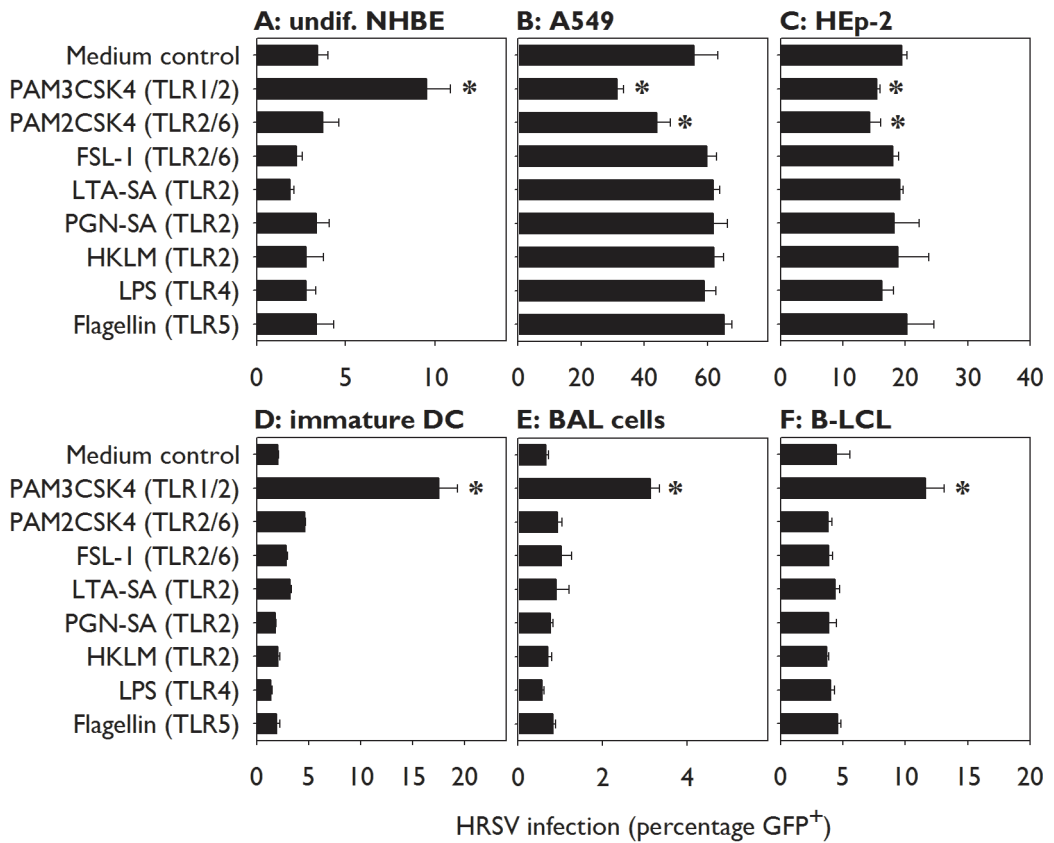 A: undif. NHBE B: A549 C: HEp-2
Medium control
PAM3CSK4 (TLR1/2) * * *
PAM2CSK4 (TLR2/6) * *
FSL-1 (TLR2/6)
LTA-SA (TLR2)
PGN-SA (TLR2)
HKLM (TLR2)
LPS (TLR4)
Flagellin (TLR5)
0 5 10 0 20 40 60 0 10 20 30 40
D: immature DC E: BAL cells F: B-LCL
Medium control
PAM3CSK4 (TLR1/2) * * *
PAM2CSK4 (TLR2/6)
FSL-1 (TLR2/6)
LTA-SA (TLR2)
PGN-SA (TLR2)
HKLM (TLR2)
LPS (TLR4)
Flagellin (TLR5)
0 5 10 15 20 0 2 4 0 5 10 15 20
HRSV infection (percentage GFP⁺)